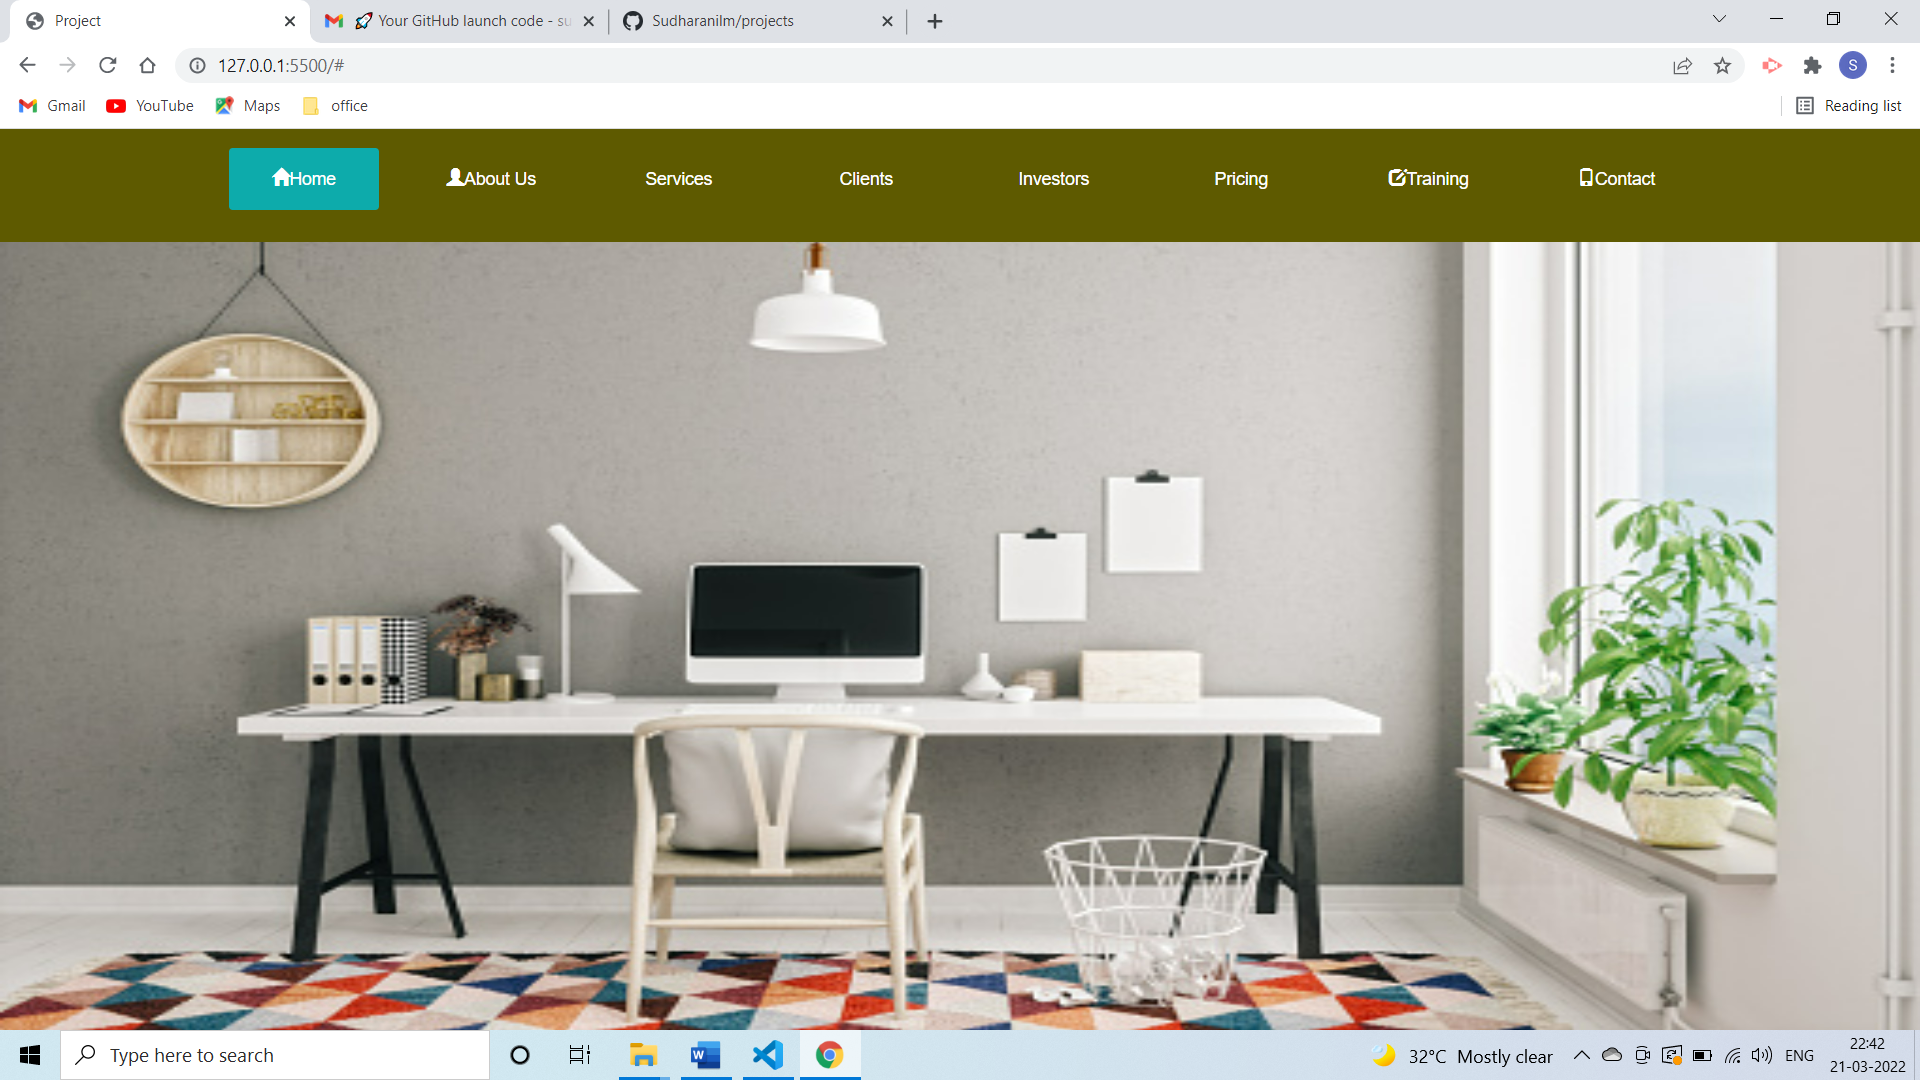 Project
Your GitHub launch code - su
Sudharanilm/projects
127.0.0.1:5500/#
S
Gmail
YouTube
Maps
office
Reading list
Home
About Us
Services
Clients
Investors
Pricing
Training
Contact
Type here to search
32°C Mostly clear
ENG
22:42
21-03-2022